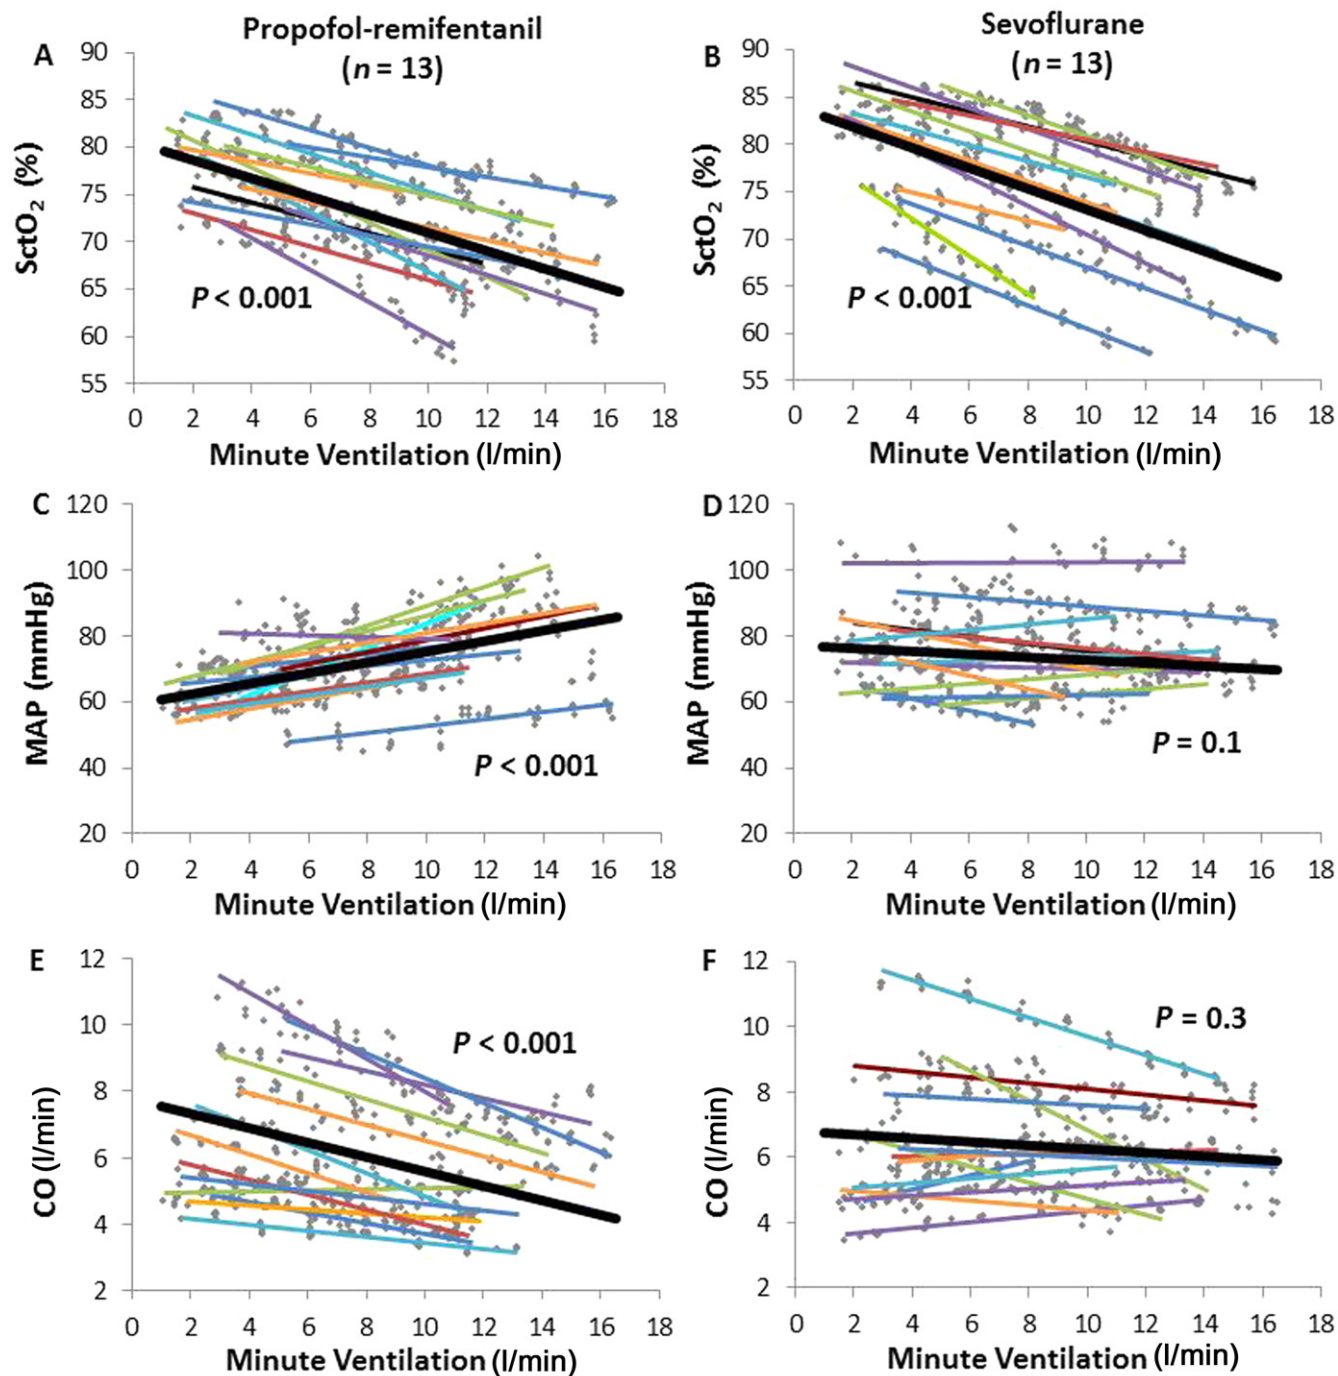 Propofol-remifentanil
(n = 13)
Sevoflurane
(n = 13)
A
90
85
80
75
70
65
60
55
SctO2 (%)
P < 0.001
0 2 4 6 8 10 12 14 16 18
Minute Ventilation (l/min)
B
90
85
80
75
70
65
60
55
SctO2 (%)
P < 0.001
0 2 4 6 8 10 12 14 16 18
Minute Ventilation (l/min)
C
120
100
80
60
40
20
MAP (mmHg)
P < 0.001
0 2 4 6 8 10 12 14 16 18
Minute Ventilation (l/min)
D
120
100
80
60
40
20
MAP (mmHg)
P = 0.1
0 2 4 6 8 10 12 14 16 18
Minute Ventilation (l/min)
E
12
10
8
6
4
2
CO (l/min)
P < 0.001
0 2 4 6 8 10 12 14 16 18
Minute Ventilation (l/min)
F
12
10
8
6
4
2
CO (l/min)
P = 0.3
0 2 4 6 8 10 12 14 16 18
Minute Ventilation (l/min)